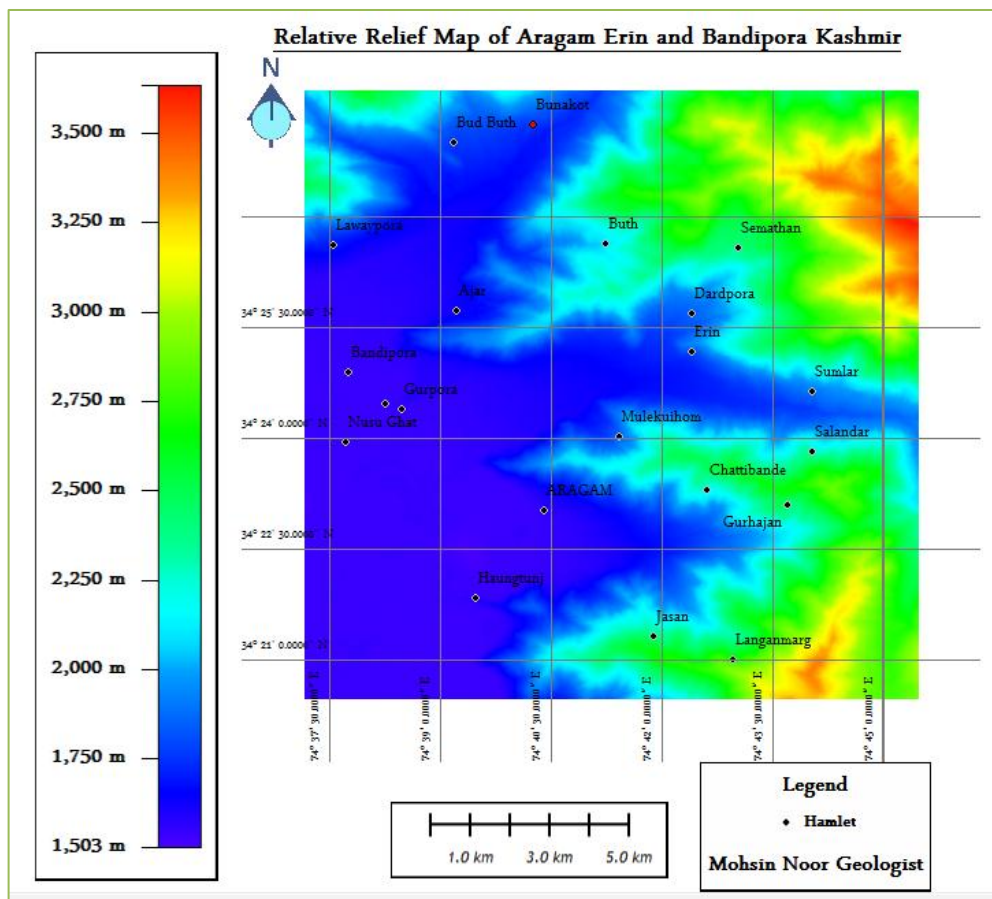 Relative Relief Map of Aragam Erin and Bandipora Kashmir
N
3,500 m
3,250 m
3,000 m
2,750 m
2,500 m
2,250 m
2,000 m
1,750 m
1,503 m
Bunakot
Bud Buth
Lawaypora
Buth
Semathan
Ajar
Dardpora
34° 25' 30.0000" N
Erin
Bandipora
Sumlar
Gurpora
Nusu Ghat
Mulekuihom
34° 24' 0.0000" N
Salandar
Chattibande
ARAGAM
Gurhajan
34° 22' 30.0000" N
Haungtunj
Jasan
Langanmarg
34° 21' 0.0000" N
74° 37' 30.0000" E
74° 39' 0.0000" E
74° 40' 30.0000" E
74° 42' 0.0000" E
74° 43' 30.0000" E
74° 45' 0.0000" E
1.0 km 3.0 km 5.0 km
Legend
Hamlet
Mohsin Noor Geologist